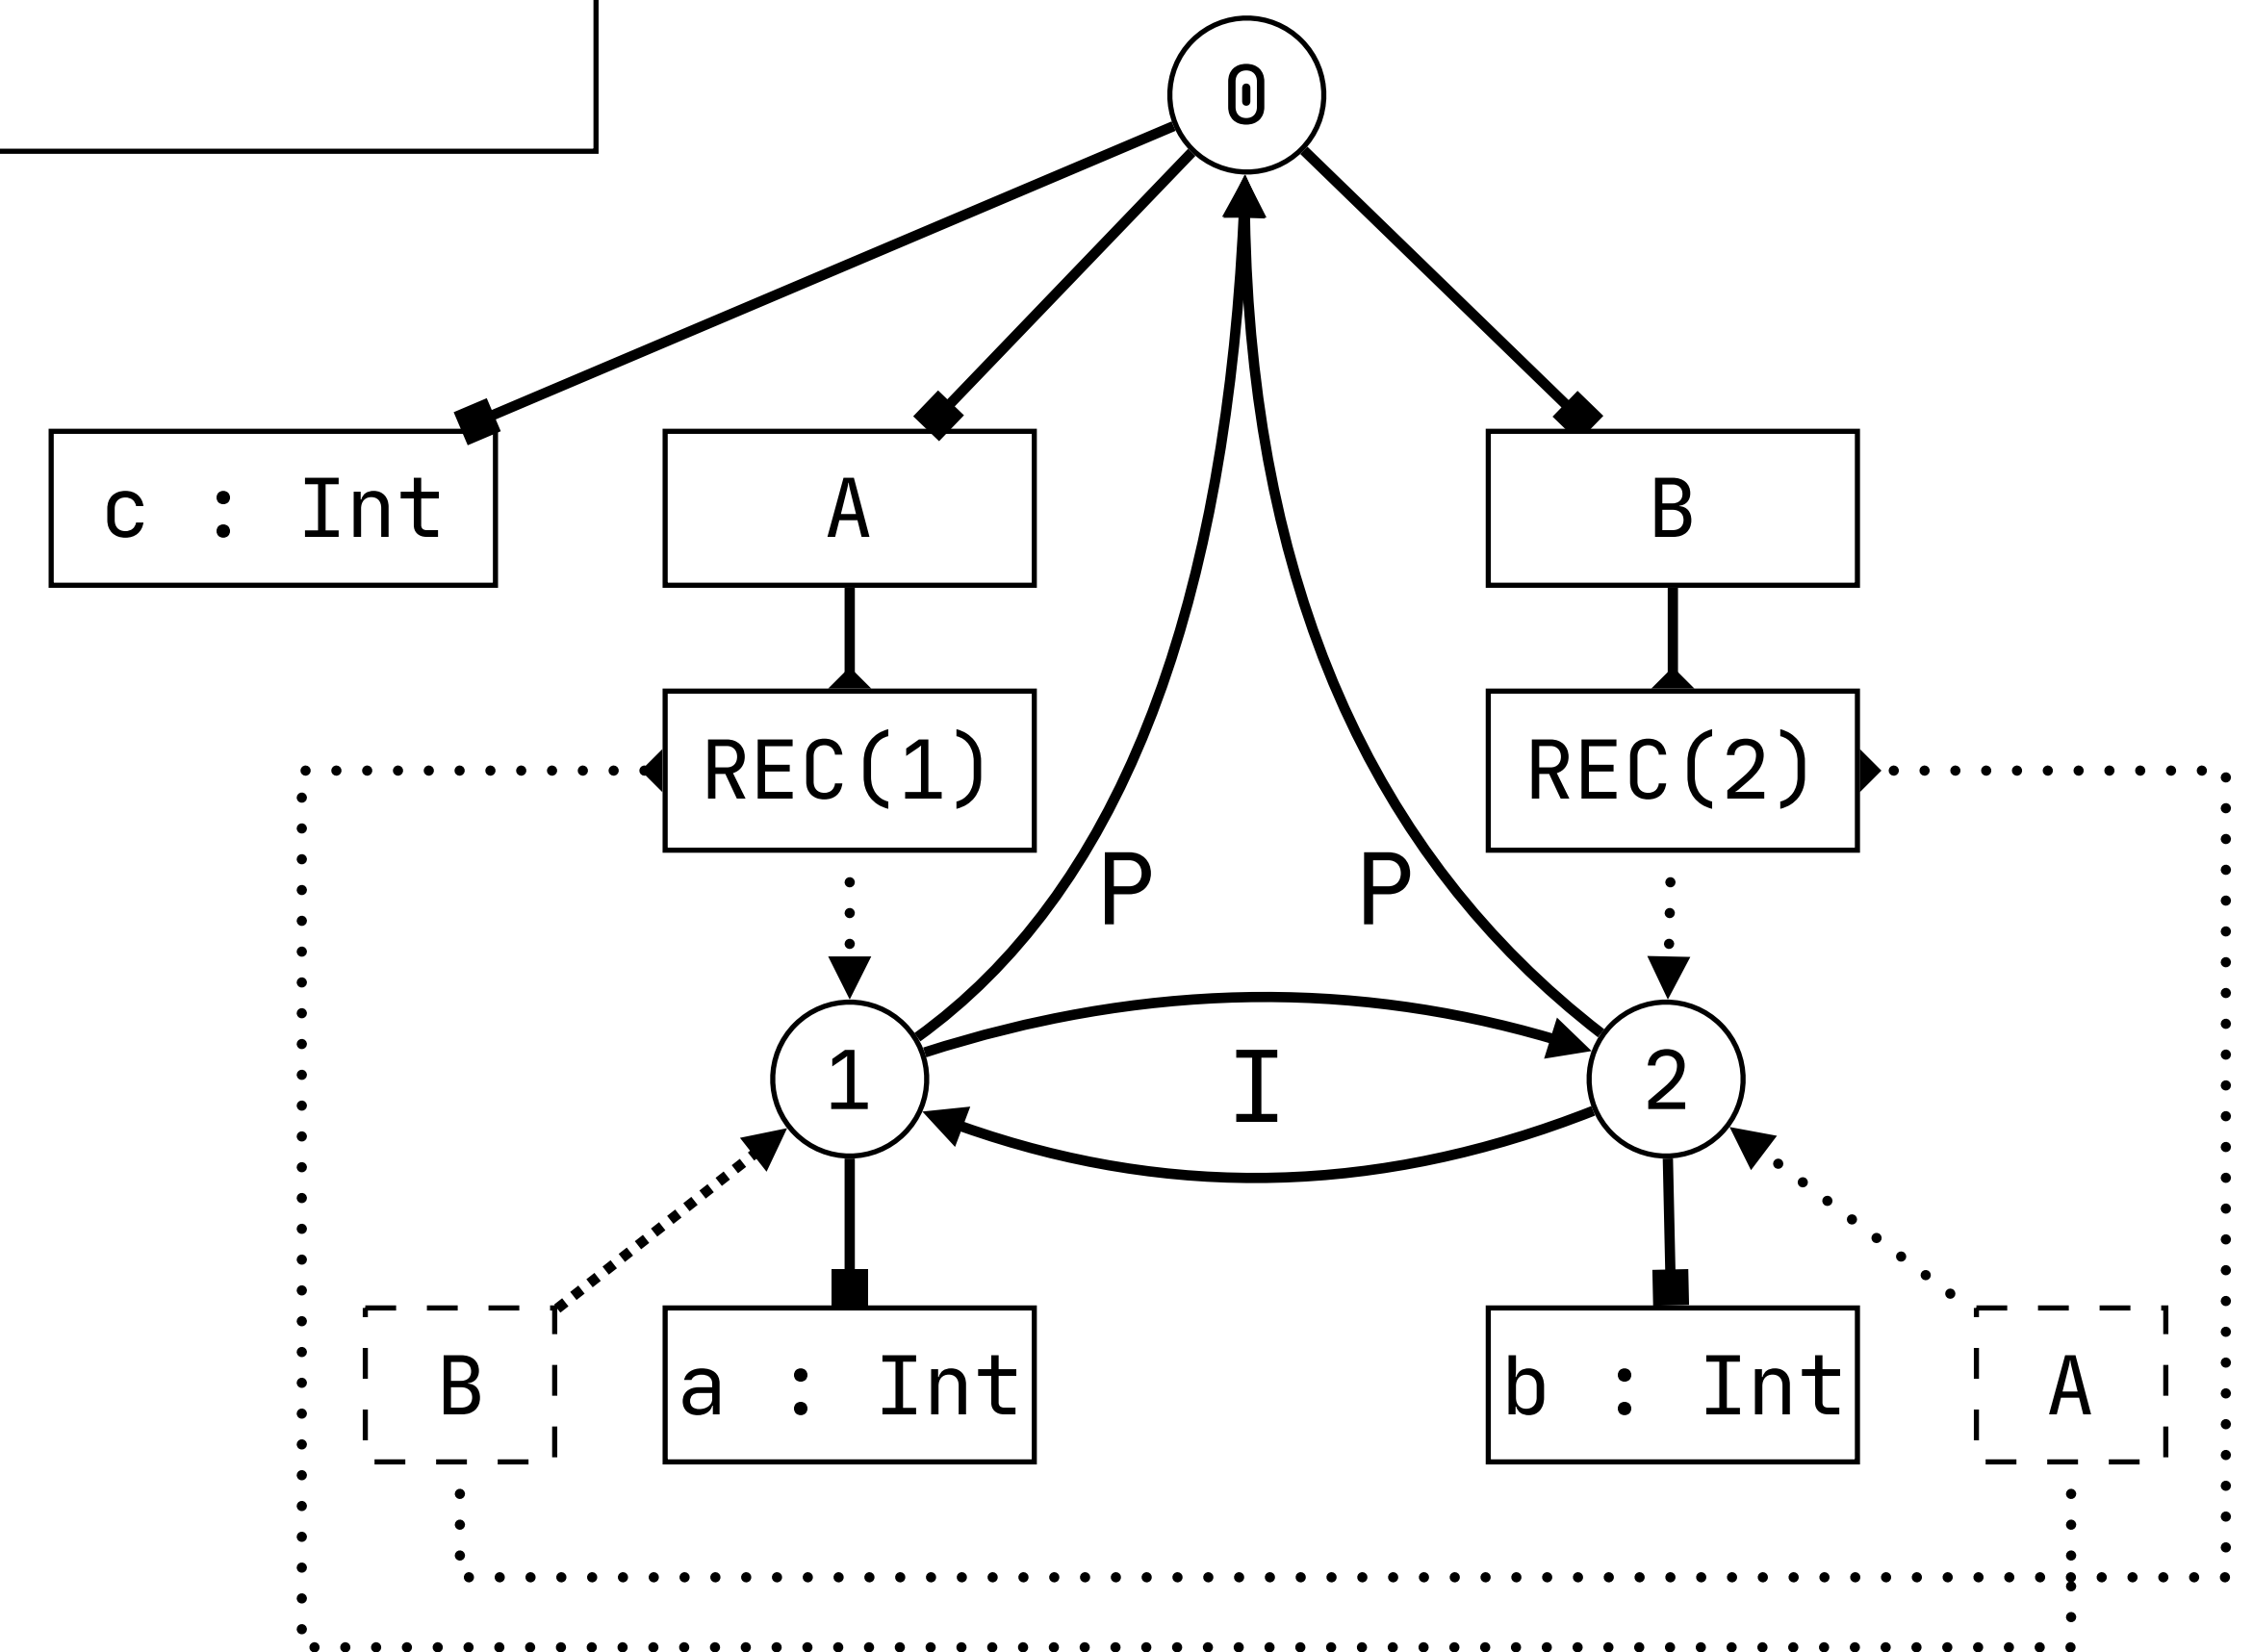 0
c : Int
A
B
REC(1)
REC(2)
P
P
1
I
2
B
a : Int
b : Int
A